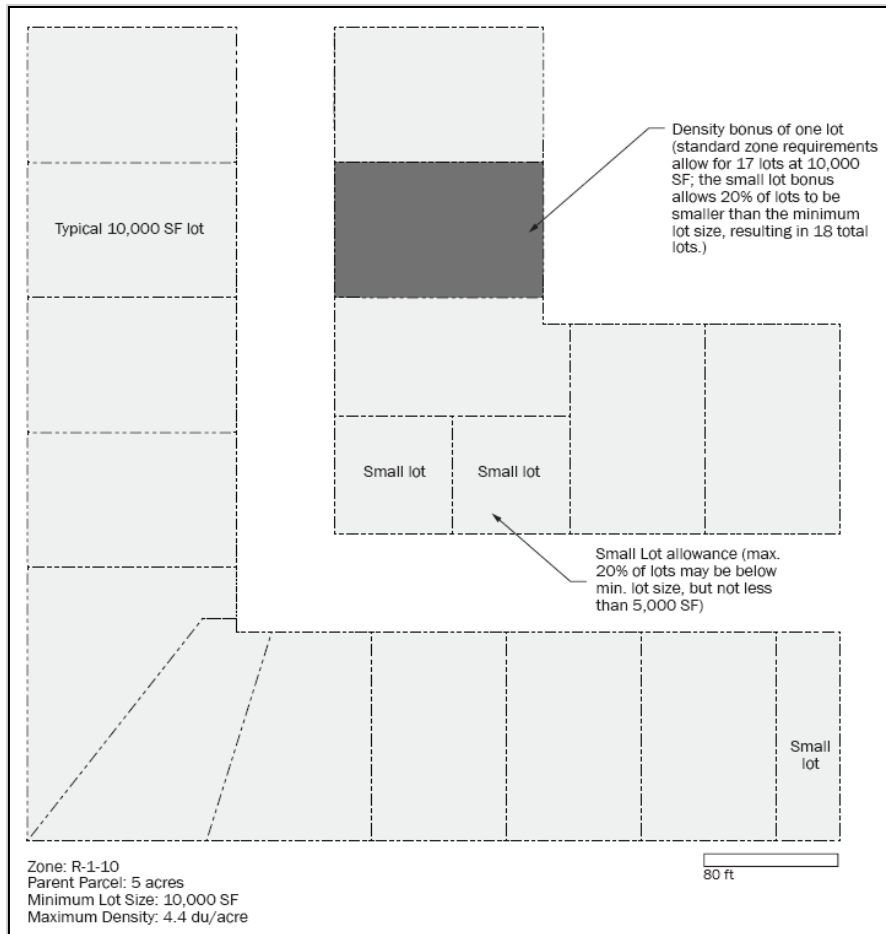 Density bonus of one lot
(standard zone requirements
allow for 17 lots at 10,000
SF; the small lot bonus
allows 20% of lots to be
smaller than the minimum
lot size, resulting in 18 total
lots.)
Typical 10,000 SF lot
Small lot
Small lot
Small Lot allowance (max.
20% of lots may be below
min. lot size, but not less
than 5,000 SF)
Small
lot
Zone: R-1-10
Parent Parcel: 5 acres
Minimum Lot Size: 10,000 SF
Maximum Density: 4.4 du/acre
80 ft